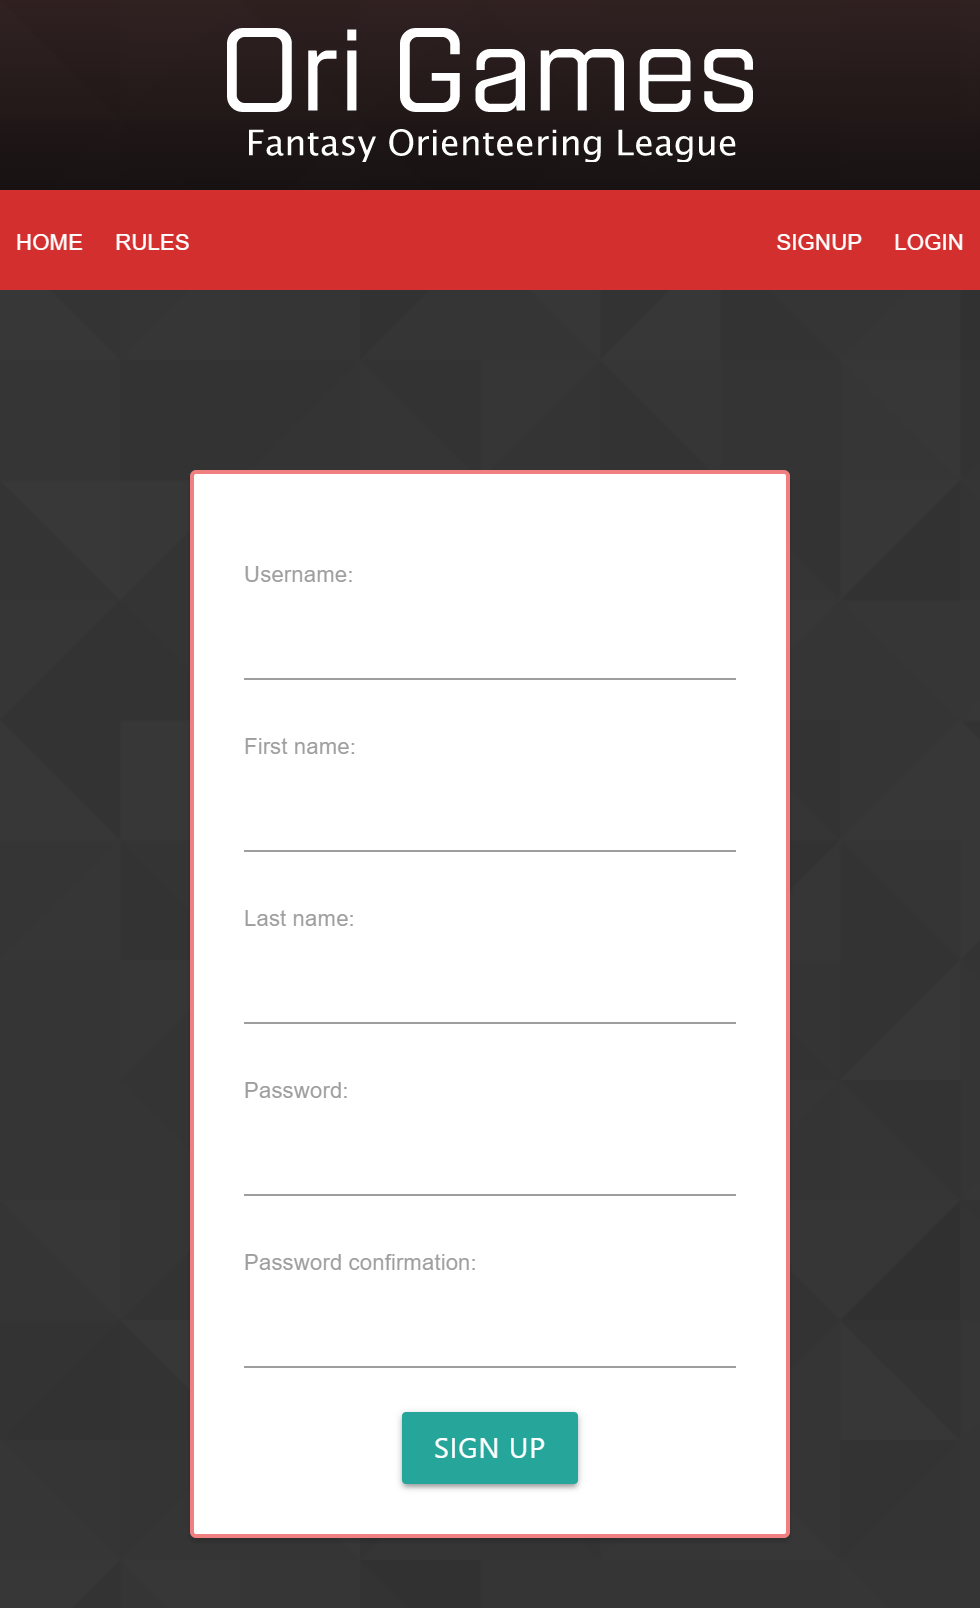 Ori Games
Fantasy Orienteering League
HOME RULES SIGNUP LOGIN
Username:
First name:
Last name:
Password:
Password confirmation:
SIGN UP